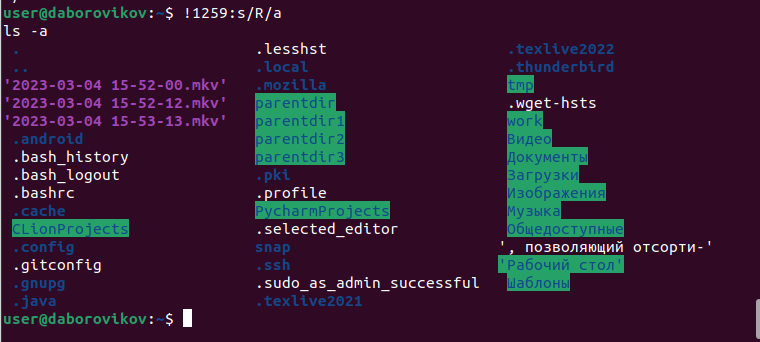 user@daborovikov:~$ !1259:s/R/a
ls -a
. .lesshst .texlive2022
.. .local .thunderbird
'2023-03-04 15-52-00.mkv' .mozilla tmp
'2023-03-04 15-52-12.mkv' parentdir .wget-hsts
'2023-03-04 15-53-13.mkv' parentdir1 work
.android parentdir2 Видео
.bash_history parentdir3 Документы
.bash_logout .pki Загрузки
.bashrc .profile Изображения
.cache PycharmProjects Музыка
CLionProjects .selected_editor Общедоступные
.config snap ', позволяющий отсорти-'
.gitconfig .ssh 'Рабочий стол'
.gnupg .sudo_as_admin_successful Шаблоны
.java .texlive2021
user@daborovikov:~$